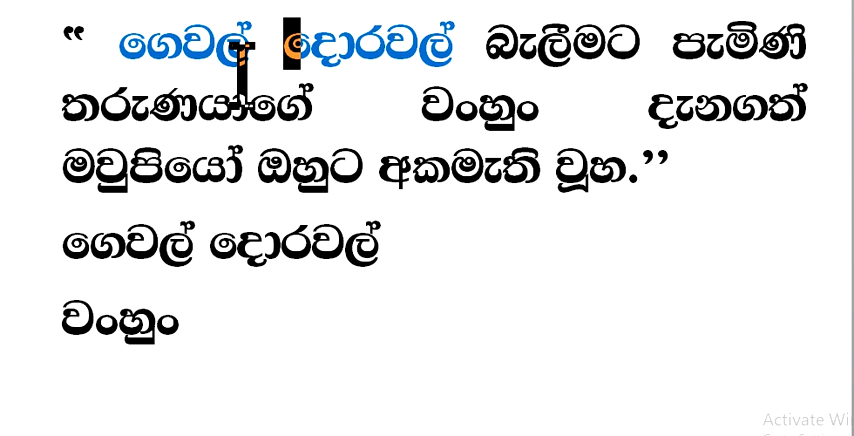 “ ගෙවල් දොරවල් බැලීමට පැමිණි
තරුණයාගේ වංහුං දැනගත්
මවුපියෝ ඔහුට අකමැති වූහ.’’
ගෙවල් දොරවල්
වංහුං
Activate Wi